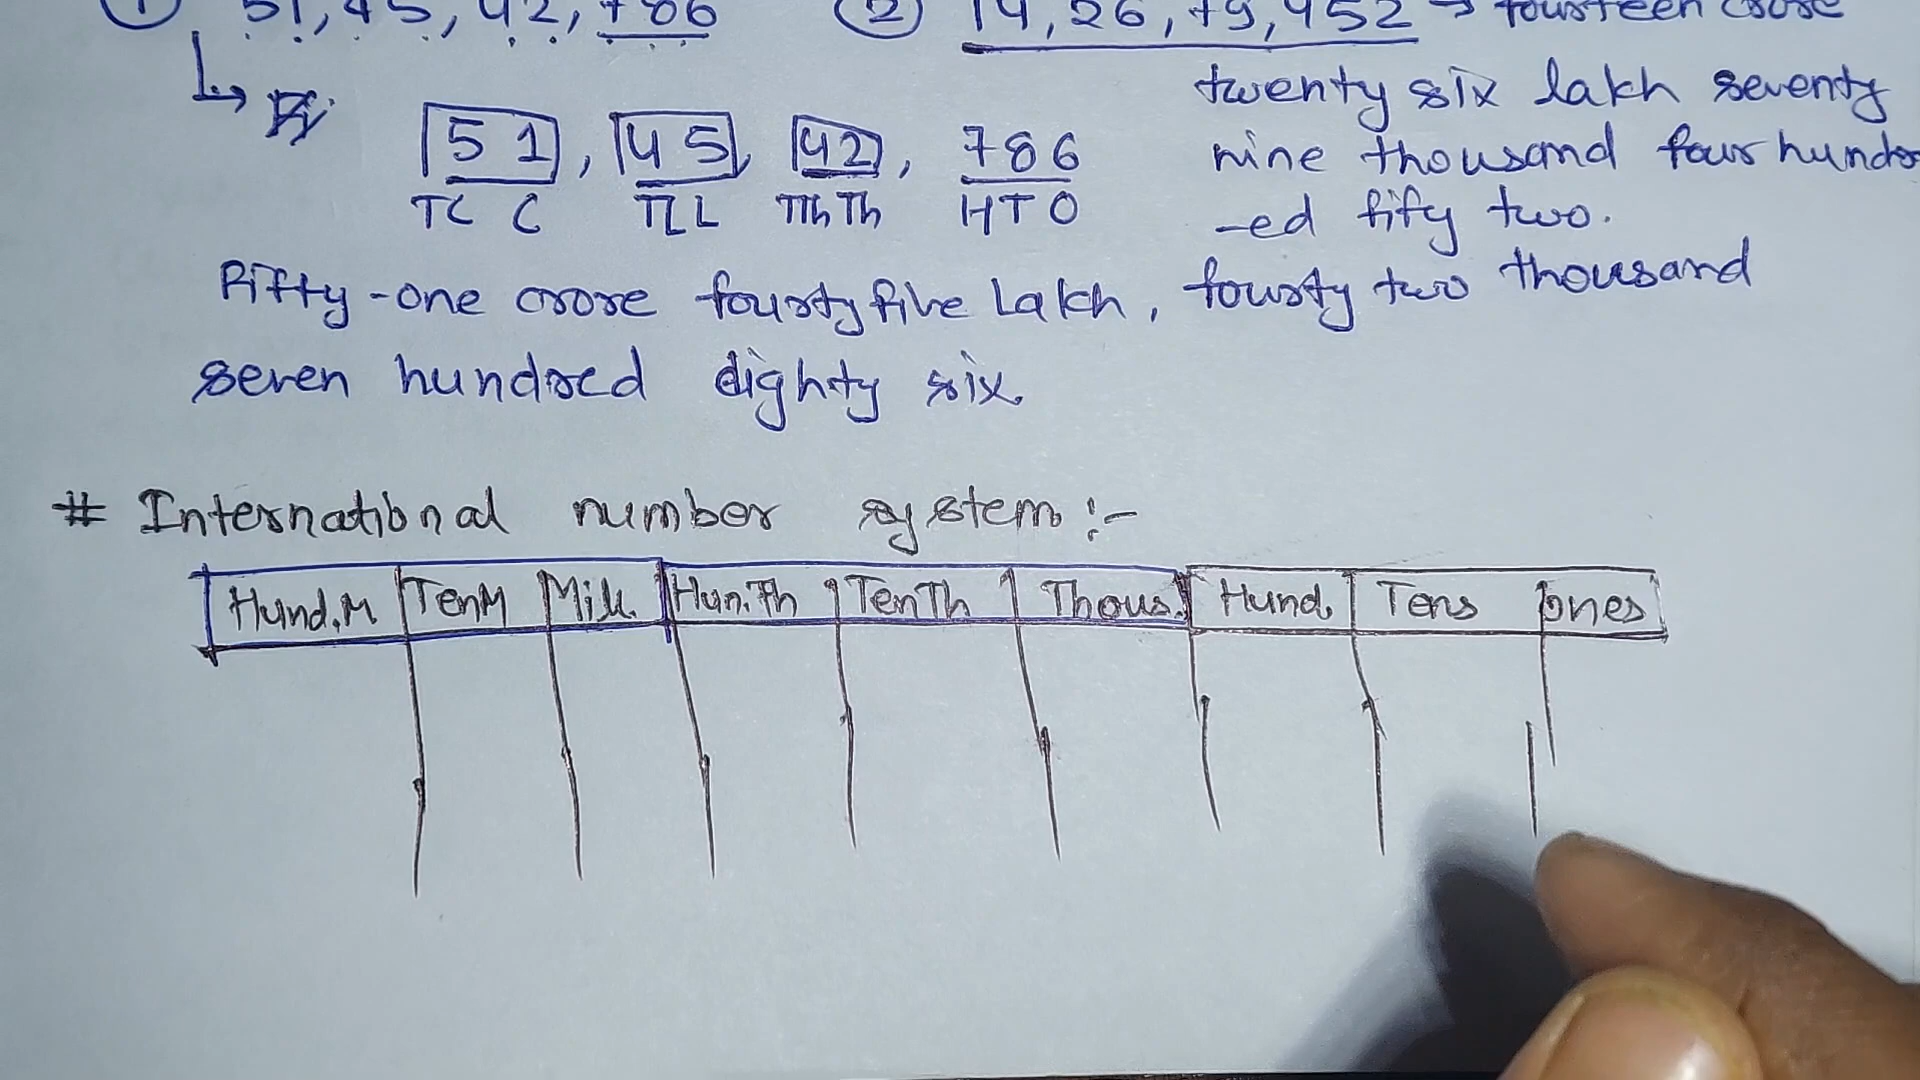 ① 51, 45, 42, 786
② 14, 26, 79, 452 → fourteen crore
twenty six lakh seventy
nine thousand four hundr
-ed fify two.
51, 45, 42, 786
TC C TL L TTh Th H T O
Fifty-one crore fourty five Lakh, fourty two thousand
seven hundred eighty six.
# International number system :-
Hund.M TenM Mill. Hun.Th TenTh Thous. Hund. Tens Ones